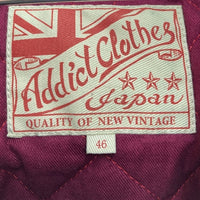 Addict Clothes
Japan
QUALITY OF NEW VINTAGE
46